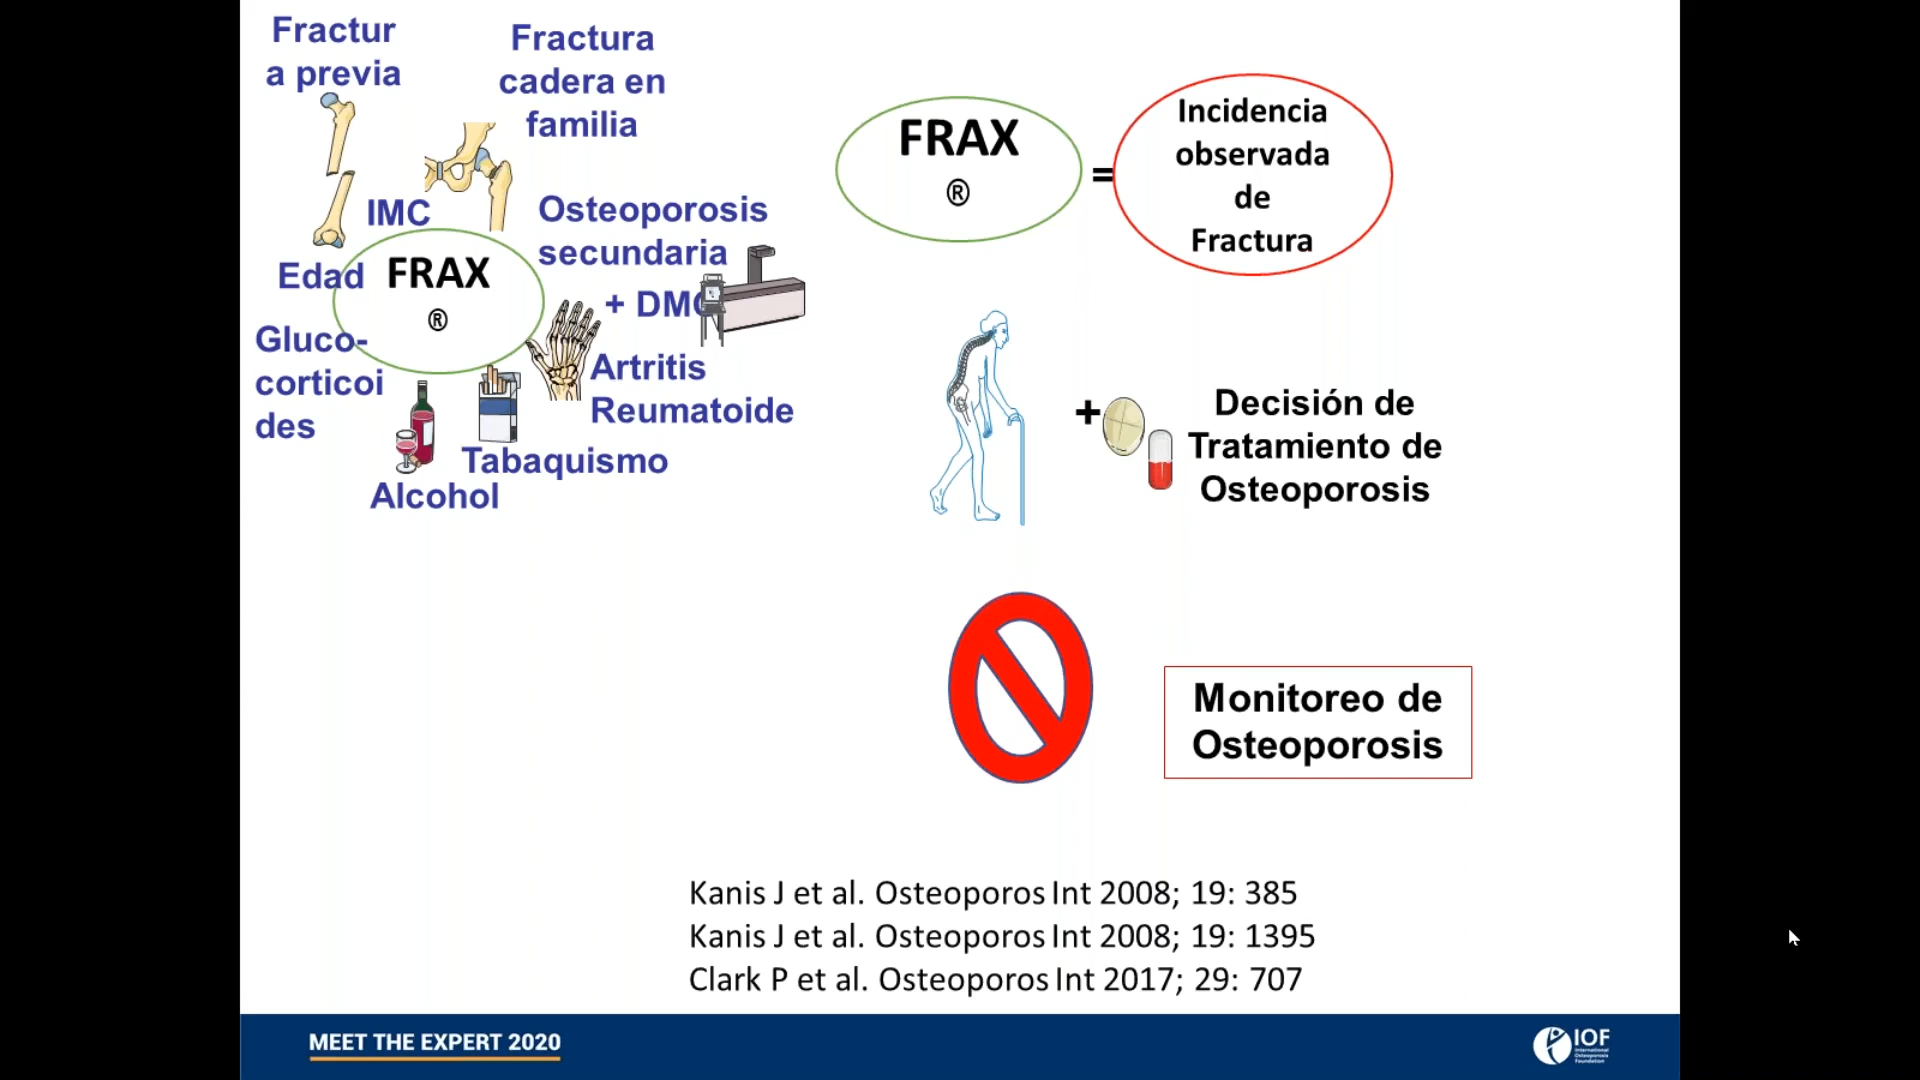 Fractur
a previa
Fractura
cadera en
familia
IMC
Osteoporosis
secundaria
Edad
FRAX
®
+ DMO
Gluco-
corticoi
des
Artritis
Reumatoide
Tabaquismo
Alcohol
FRAX
®
=
Incidencia
observada
de
Fractura
+
Decisión de
Tratamiento de
Osteoporosis
Monitoreo de
Osteoporosis
Kanis J et al. Osteoporos Int 2008; 19: 385
Kanis J et al. Osteoporos Int 2008; 19: 1395
Clark P et al. Osteoporos Int 2017; 29: 707
MEET THE EXPERT 2020
IOF
International
Osteoporosis
Foundation